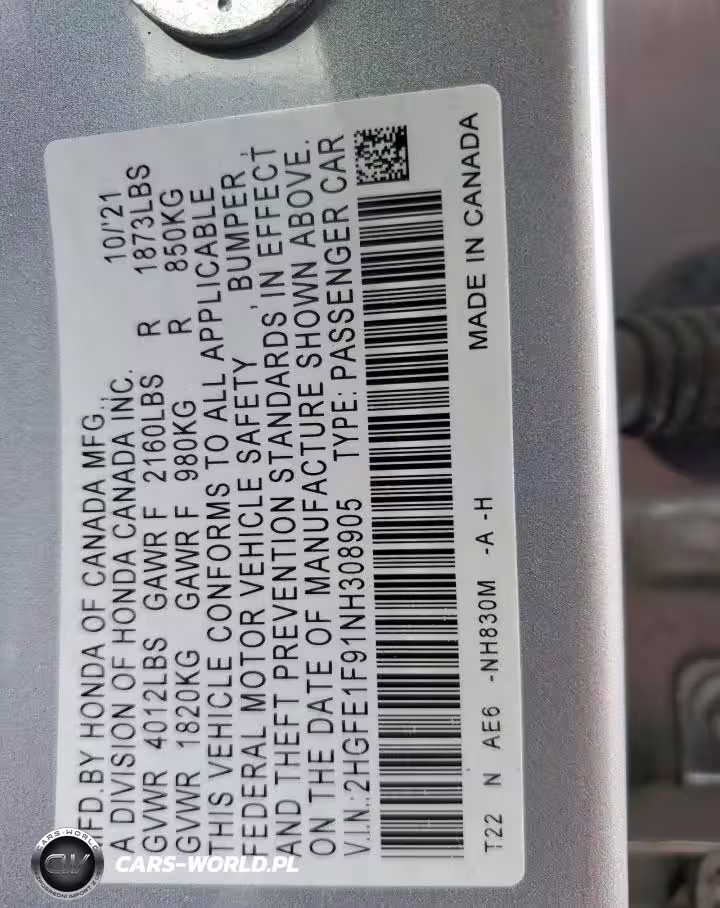 MFD. BY HONDA OF CANADA MFG.,
A DIVISION OF HONDA CANADA INC. 10/'21
GVWR 4012LBS GAWR F 2160LBS R 1873LBS
GVWR 1820KG GAWR F 980KG R 850KG
THIS VEHICLE CONFORMS TO ALL APPLICABLE
FEDERAL MOTOR VEHICLE SAFETY , BUMPER ,
AND THEFT PREVENTION STANDARDS IN EFFECT
ON THE DATE OF MANUFACTURE SHOWN ABOVE.
V.I.N.: 2HGFE1F91NH308905 TYPE: PASSENGER CAR
T22 N AE6 -NH830M -A -H MADE IN CANADA
CW
CARS-WORLD.PL